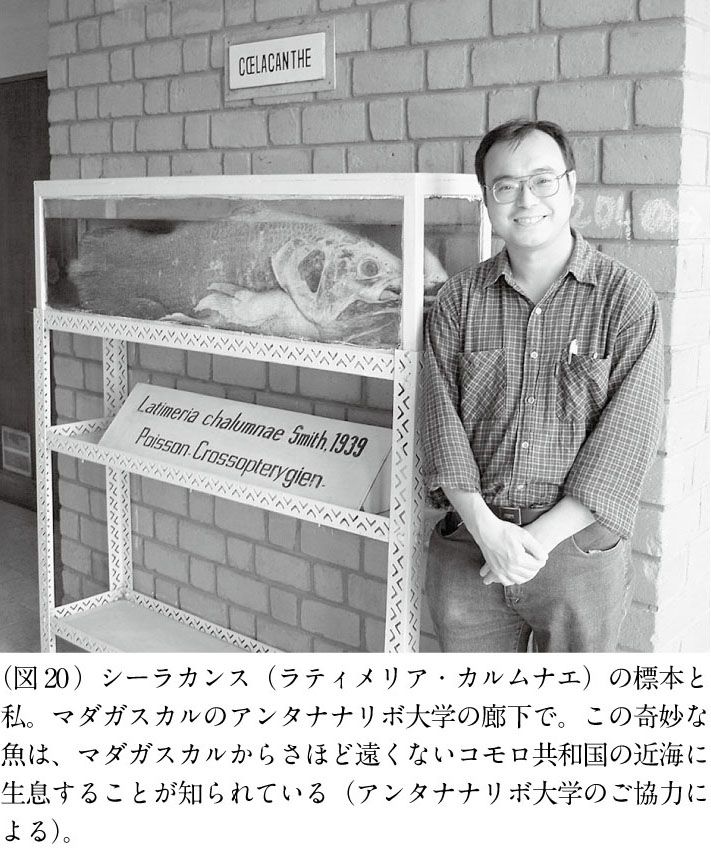 CŒLACANTHE
Latimeria chalumnae Smith, 1939
Poisson. Crossopterygien.
(図20)シーラカンス(ラティメリア・カルムナエ)の標本と
私。マダガスカルのアンタナナリボ大学の廊下で。この奇妙な
魚は、マダガスカルからさほど遠くないコモロ共和国の近海に
生息することが知られている(アンタナナリボ大学のご協力に
よる)。